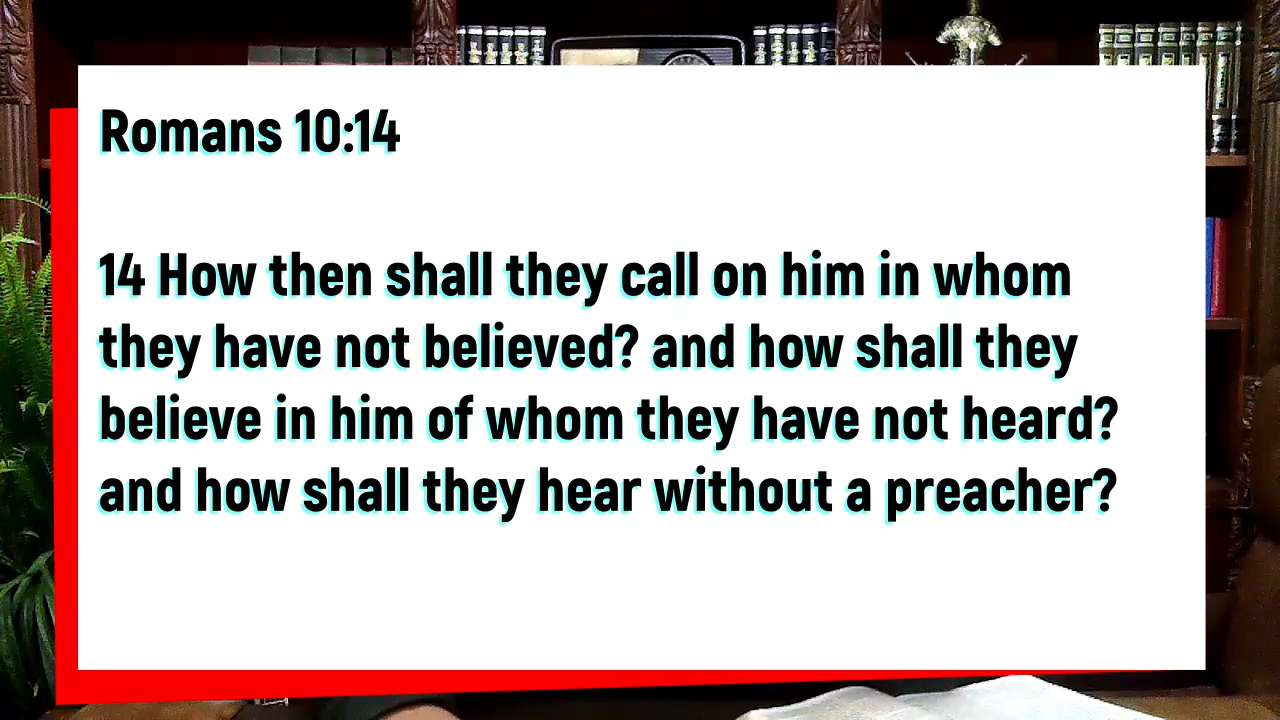 Romans 10:14
14 How then shall they call on him in whom
they have not believed? and how shall they
believe in him of whom they have not heard?
and how shall they hear without a preacher?